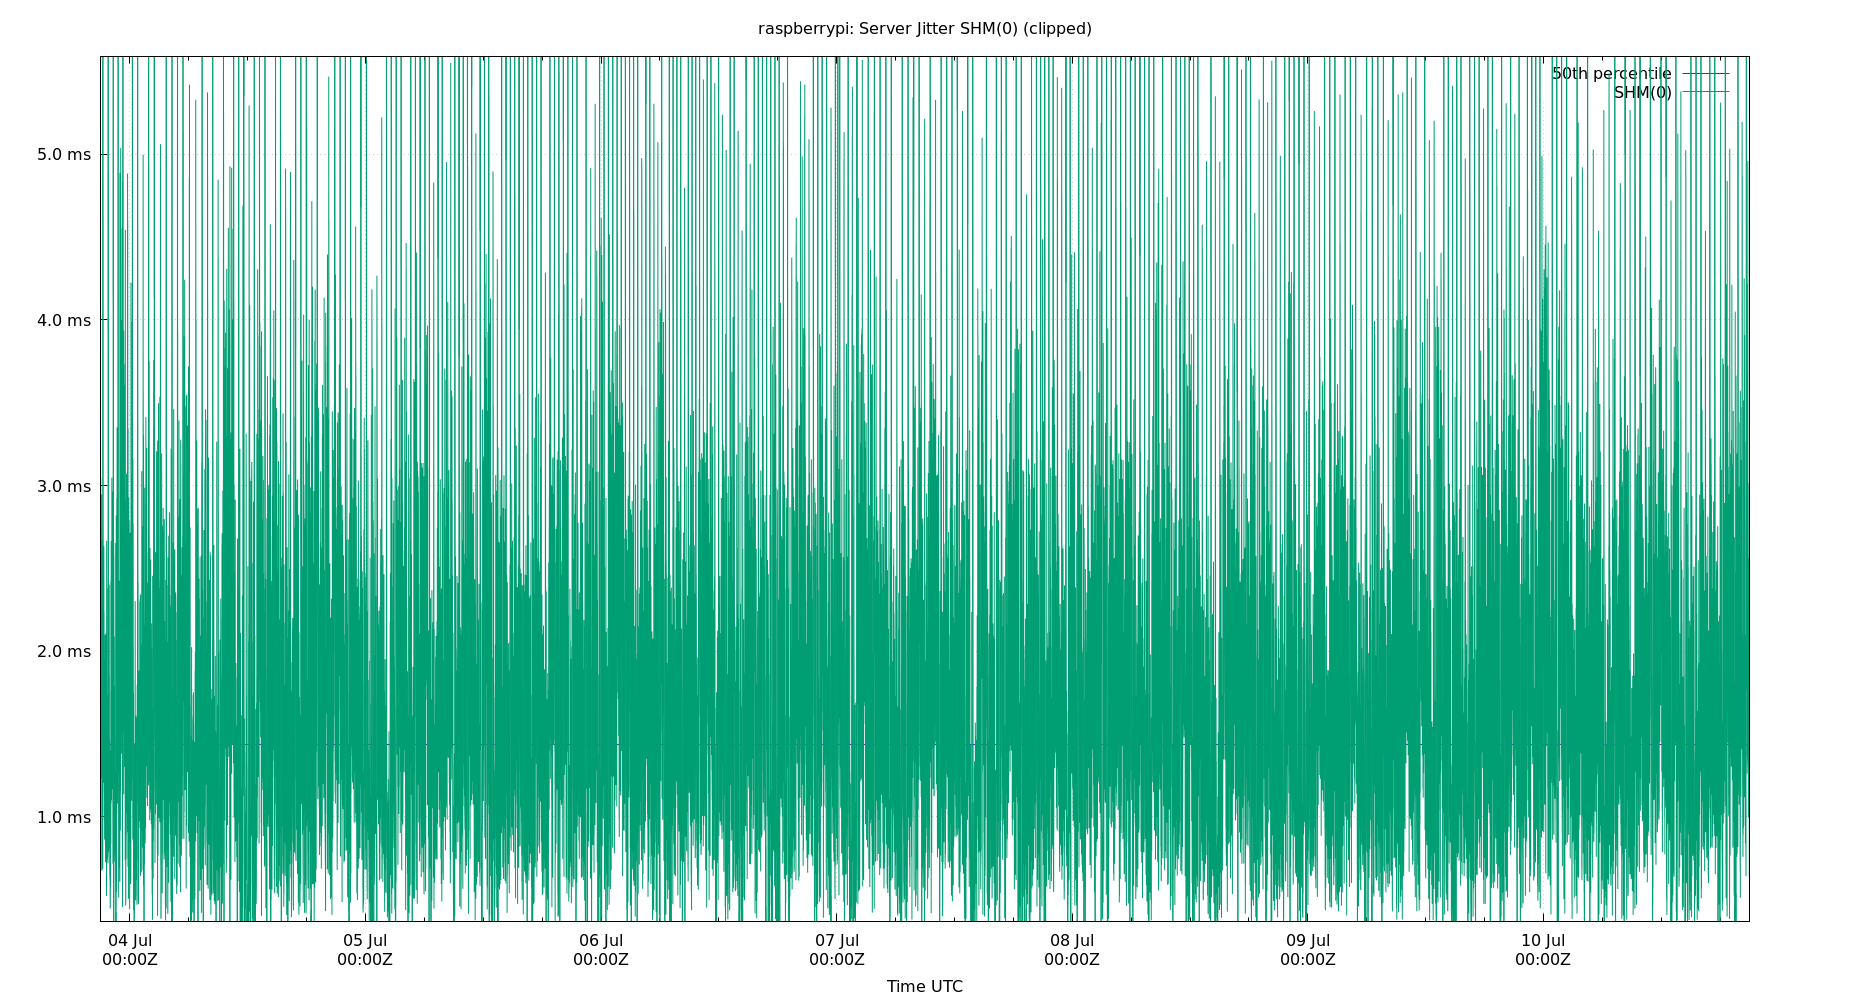 raspberrypi: Server Jitter SHM(0) (clipped)
50th percentile
SHM(0)
5.0 ms
4.0 ms
3.0 ms
2.0 ms
1.0 ms
04 Jul 05 Jul 06 Jul 07 Jul 08 Jul 09 Jul 10 Jul
00:00Z 00:00Z 00:00Z 00:00Z 00:00Z 00:00Z 00:00Z
Time UTC